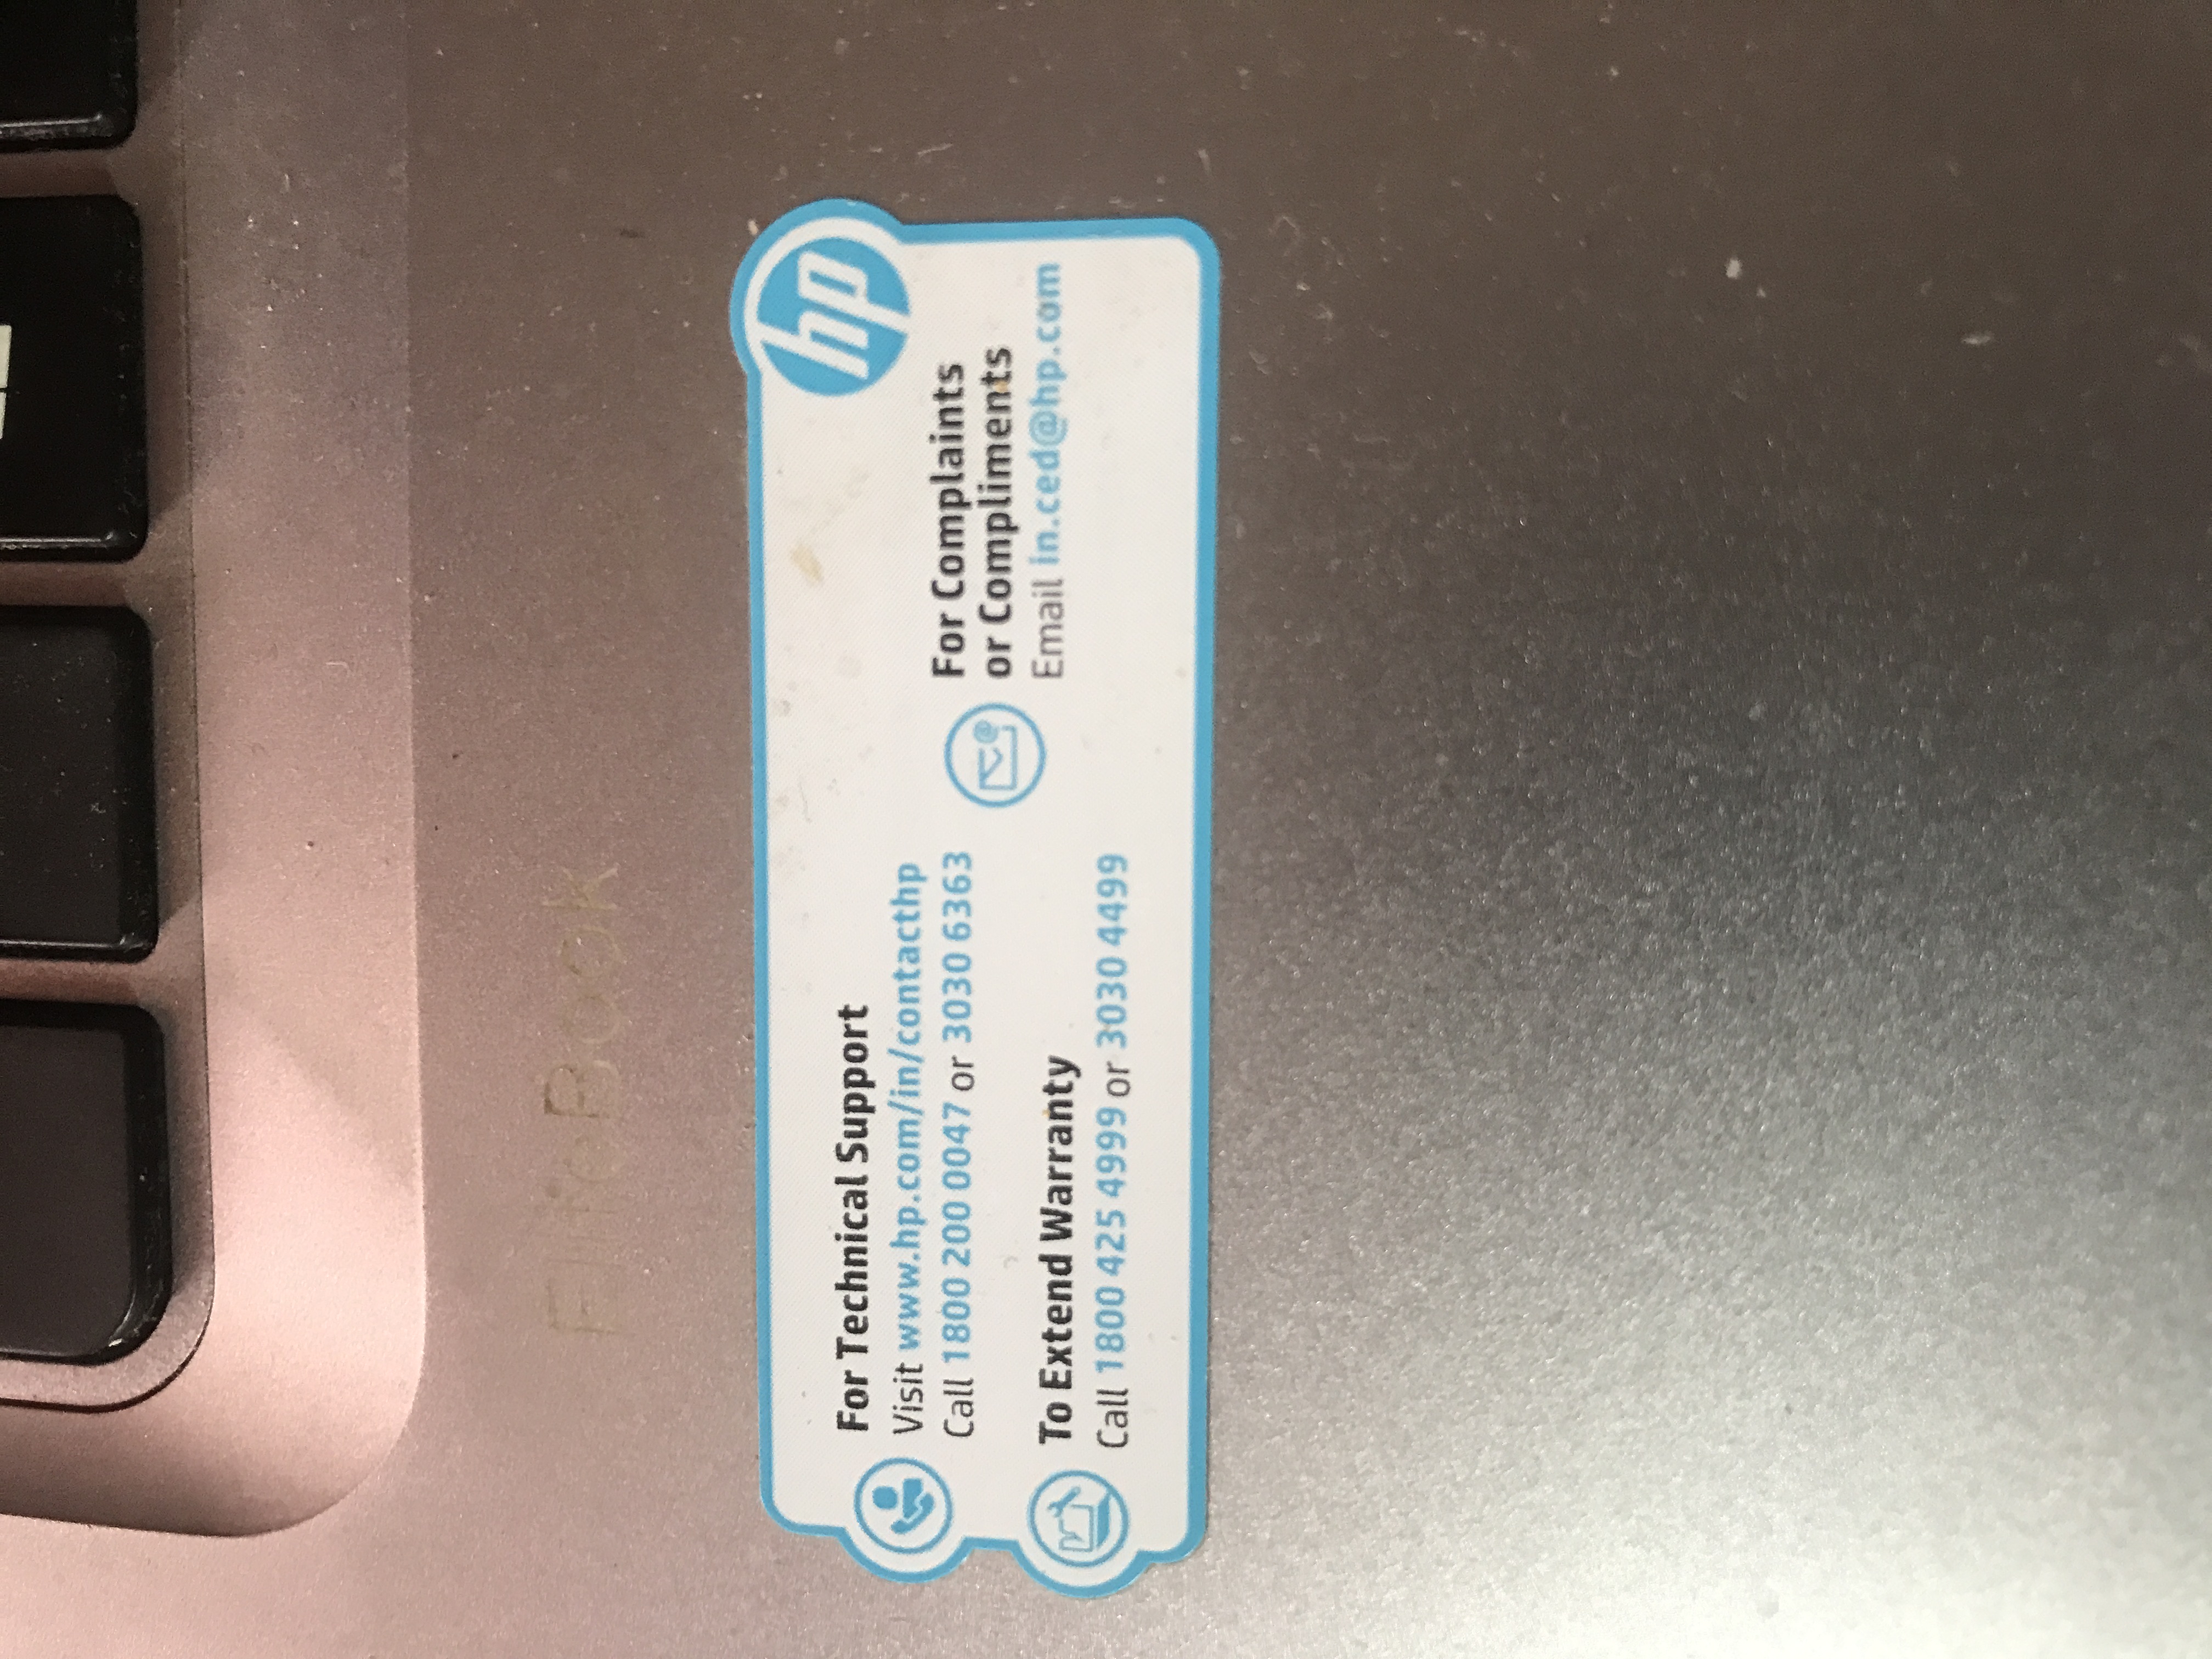 EliteBook
hp
For Technical Support
Visit www.hp.com/in/contacthp
Call 1800 200 0047 or 3030 6363
To Extend Warranty
Call 1800 425 4999 or 3030 4499
For Complaints
or Compliments
Email in.ced@hp.com